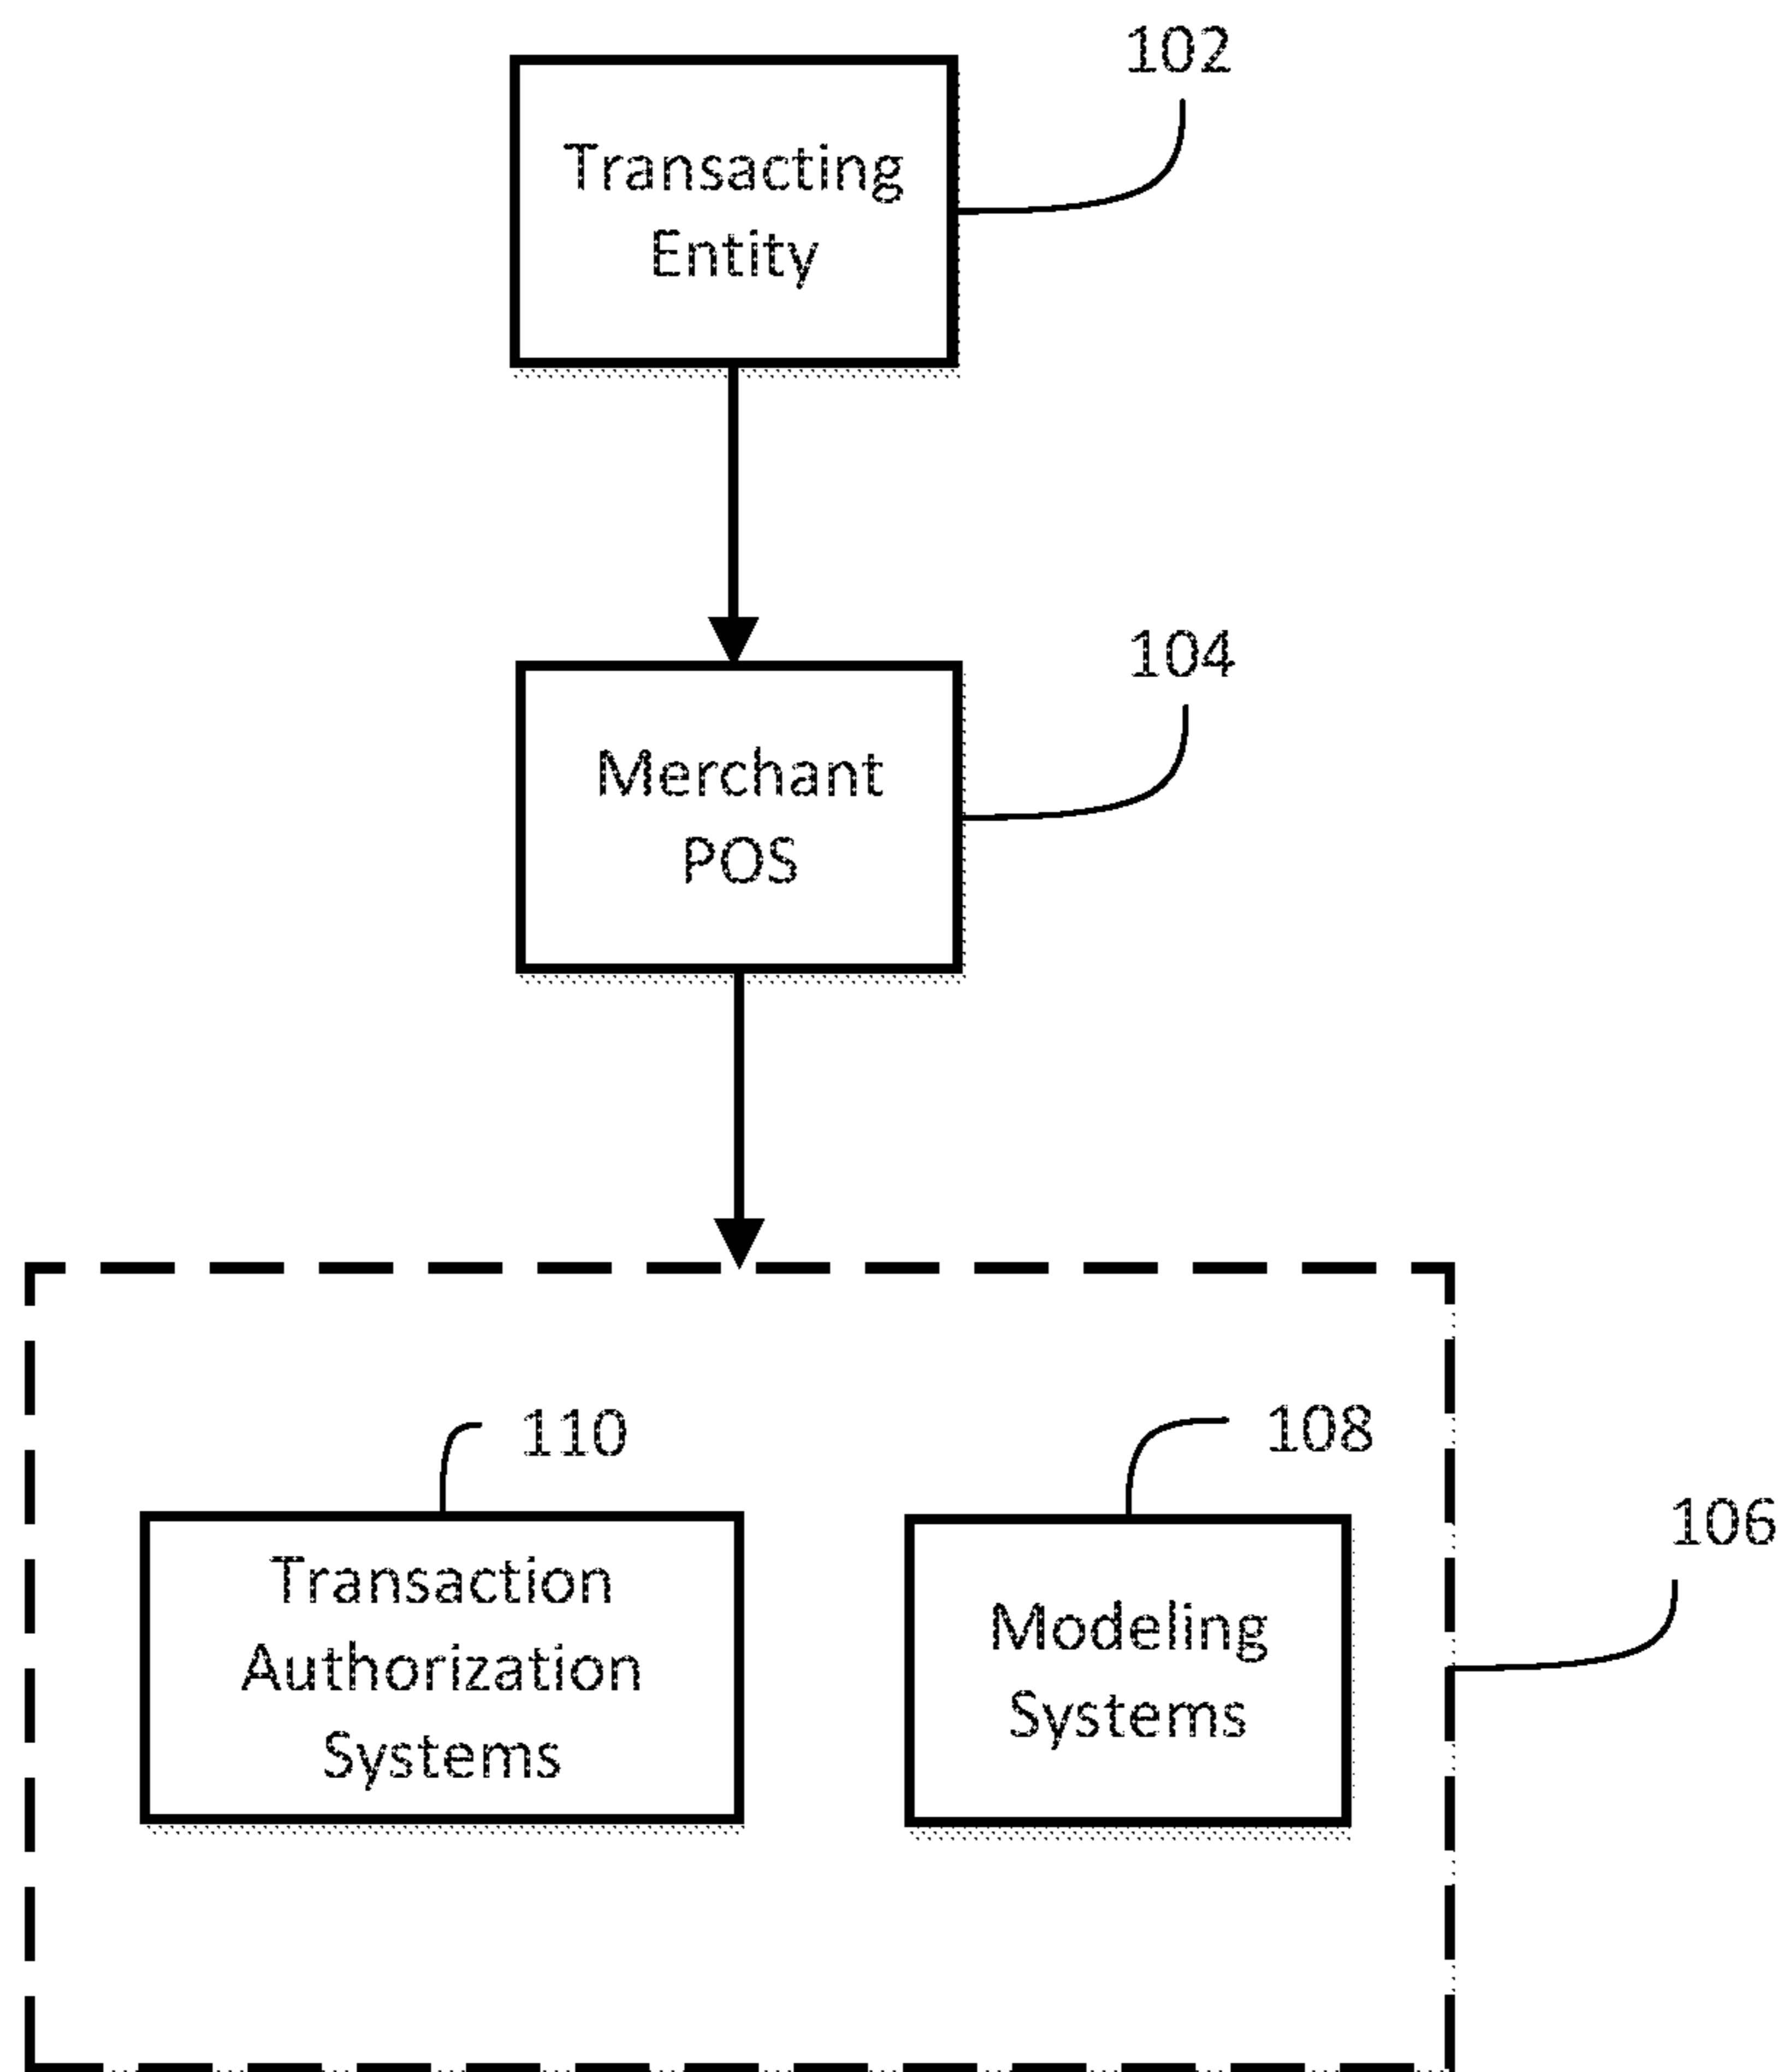 102
Transacting
Entity
104
Merchant
POS
110
108
106
Transaction
Authorization
Systems
Modeling
Systems